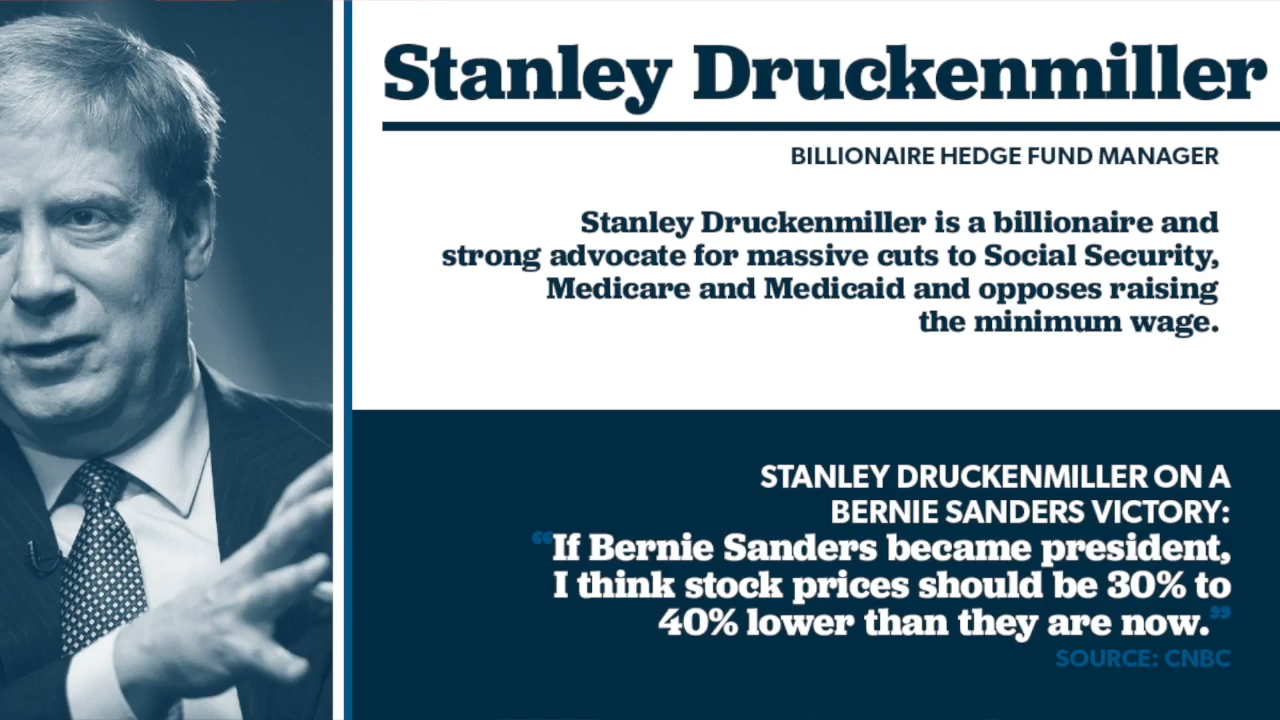 Stanley Druckenmiller
BILLIONAIRE HEDGE FUND MANAGER
Stanley Druckenmiller is a billionaire and
strong advocate for massive cuts to Social Security,
Medicare and Medicaid and opposes raising
the minimum wage.
STANLEY DRUCKENMILLER ON A
BERNIE SANDERS VICTORY:
“If Bernie Sanders became president,
I think stock prices should be 30% to
40% lower than they are now.”
SOURCE: CNBC